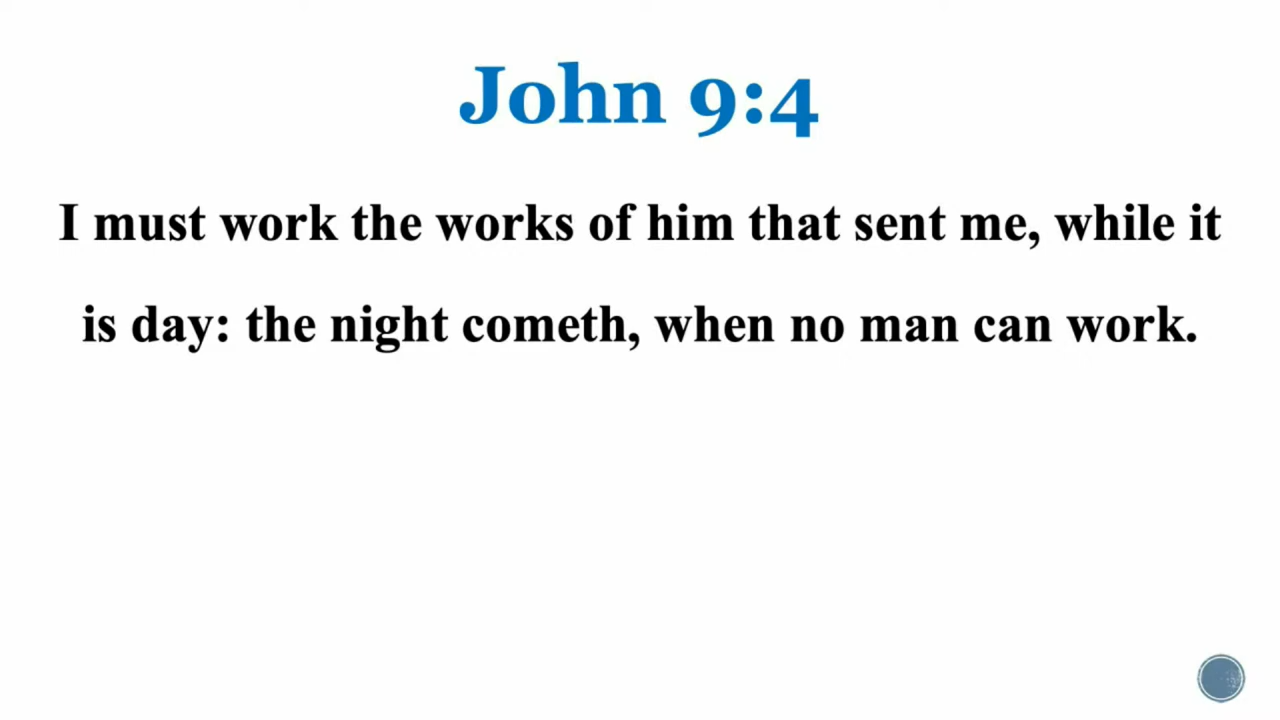 John 9:4
I must work the works of him that sent me, while it
is day: the night cometh, when no man can work.